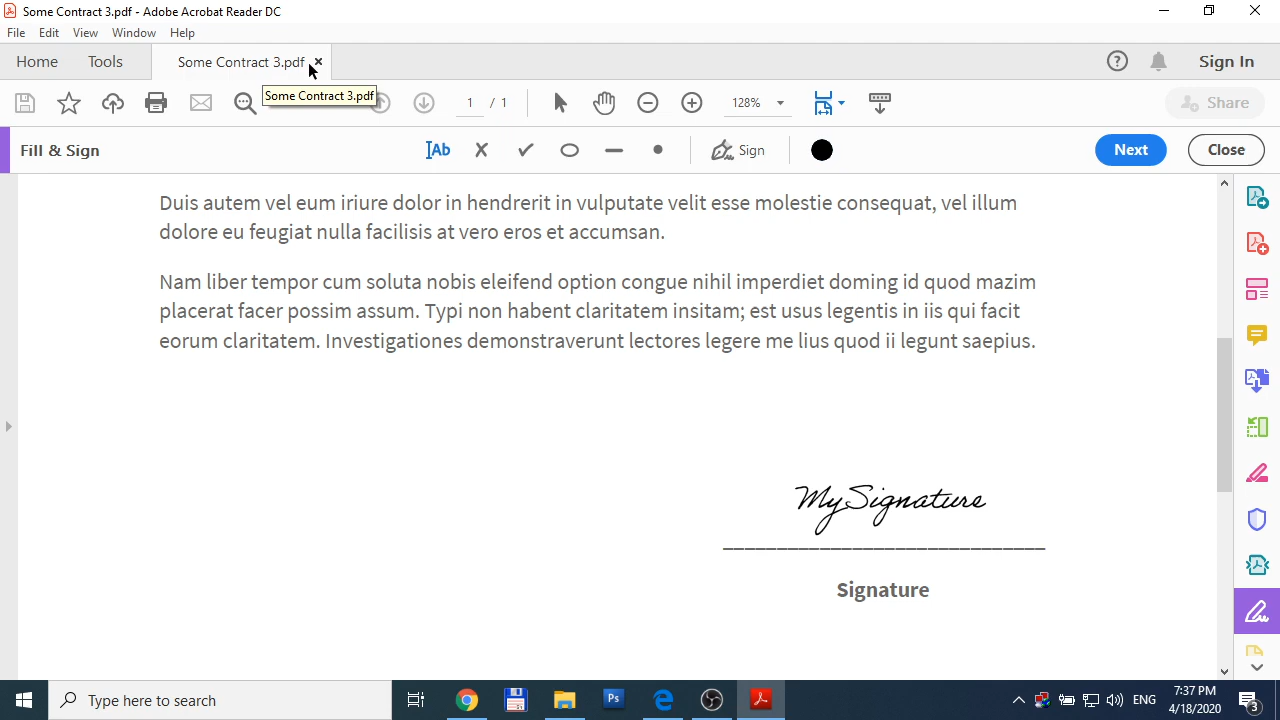 Some Contract 3.pdf - Adobe Acrobat Reader DC
File Edit View Window Help
Home Tools Some Contract 3.pdf × ? Sign In
Some Contract 3.pdf 1 / 1 128% Share
Fill & Sign Ab Sign Next Close
Duis autem vel eum iriure dolor in hendrerit in vulputate velit esse molestie consequat, vel illum
dolore eu feugiat nulla facilisis at vero eros et accumsan.
Nam liber tempor cum soluta nobis eleifend option congue nihil imperdiet doming id quod mazim
placerat facer possim assum. Typi non habent claritatem insitam; est usus legentis in iis qui facit
eorum claritatem. Investigationes demonstraverunt lectores legere me lius quod ii legunt saepius.
My Signature
______________________________
Signature
Type here to search Ps ENG 7:37 PM 3
4/18/2020